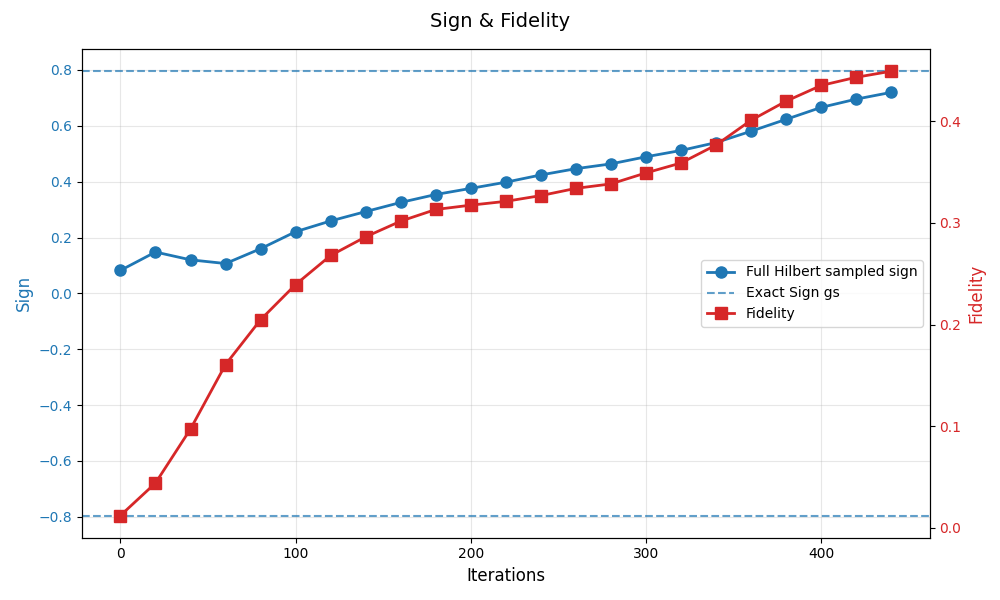 Sign & Fidelity
Sign
0.8
0.6
0.4
0.2
0.0
−0.2
−0.4
−0.6
−0.8
Full Hilbert sampled sign
Exact Sign gs
Fidelity
0.4
0.3
0.2
0.1
0.0
Fidelity
0
100
200
300
400
Iterations